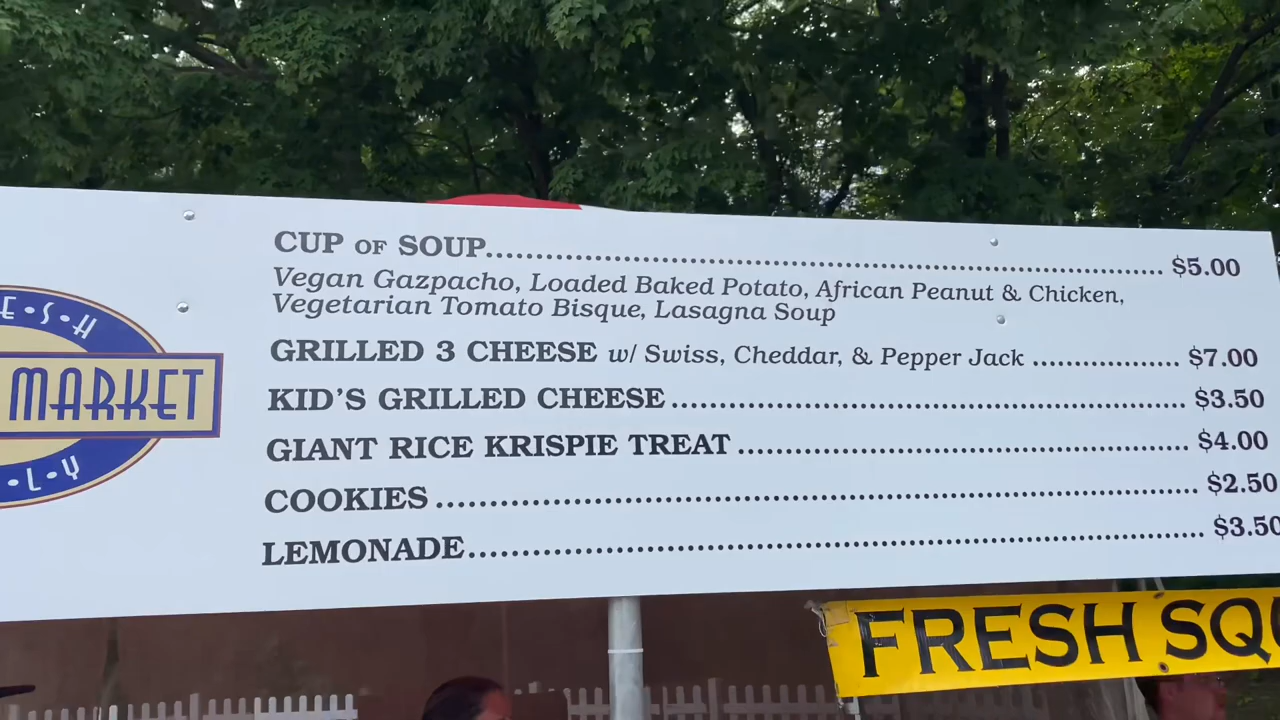 CUP OF SOUP........ $5.00
Vegan Gazpacho, Loaded Baked Potato, African Peanut & Chicken,
Vegetarian Tomato Bisque, Lasagna Soup
GRILLED 3 CHEESE w/ Swiss, Cheddar, & Pepper Jack ........ $7.00
KID'S GRILLED CHEESE ........ $3.50
GIANT RICE KRISPIE TREAT ........ $4.00
COOKIES ........ $2.50
LEMONADE ........ $3.50
E•S•H
MARKET
•L•Y
FRESH SQ